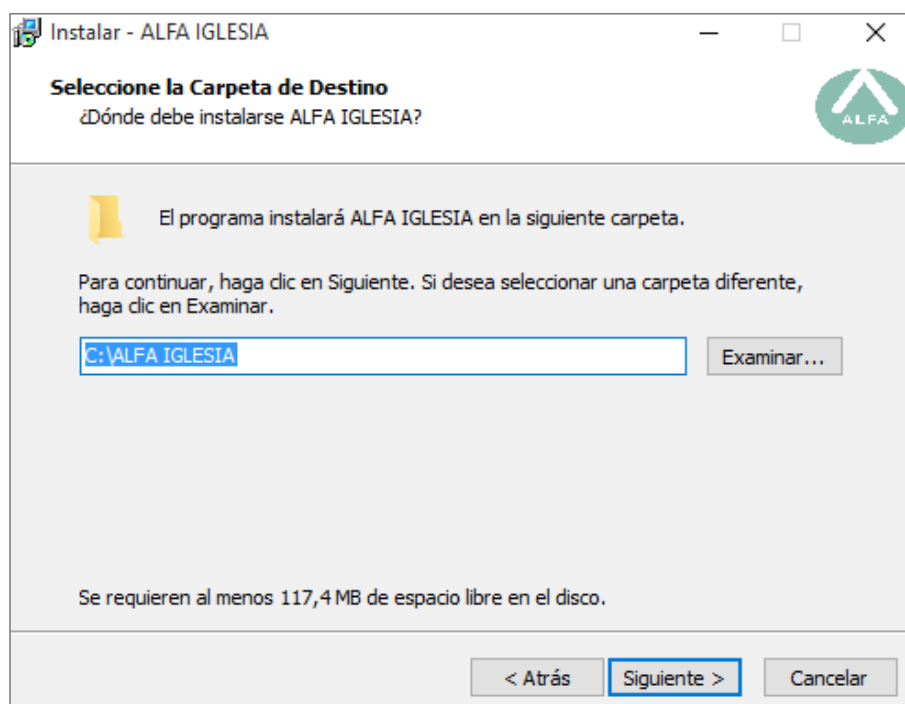 Instalar - ALFA IGLESIA
Seleccione la Carpeta de Destino
¿Dónde debe instalarse ALFA IGLESIA?
ALFA
El programa instalará ALFA IGLESIA en la siguiente carpeta.
Para continuar, haga clic en Siguiente. Si desea seleccionar una carpeta diferente,
haga clic en Examinar.
C:\ALFA IGLESIA
Examinar...
Se requieren al menos 117,4 MB de espacio libre en el disco.
< Atrás
Siguiente >
Cancelar